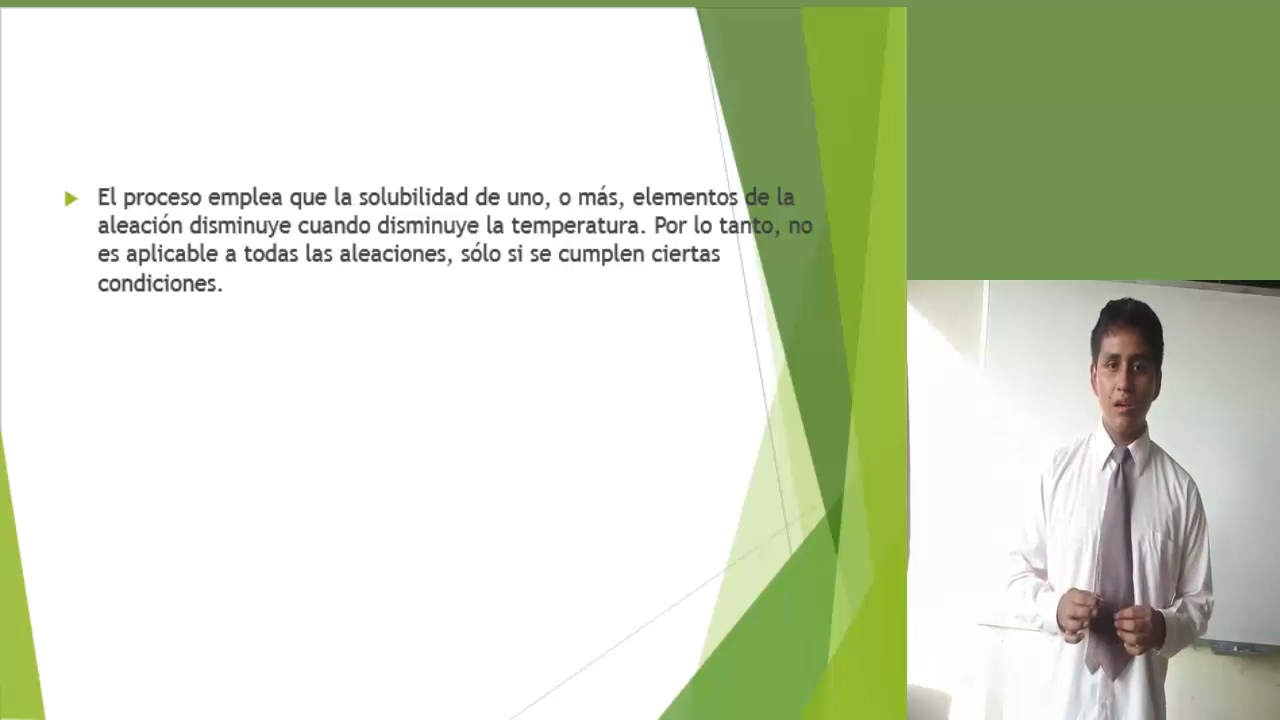 El proceso emplea que la solubilidad de uno, o más, elementos de la
aleación disminuye cuando disminuye la temperatura. Por lo tanto, no
es aplicable a todas las aleaciones, sólo si se cumplen ciertas
condiciones.